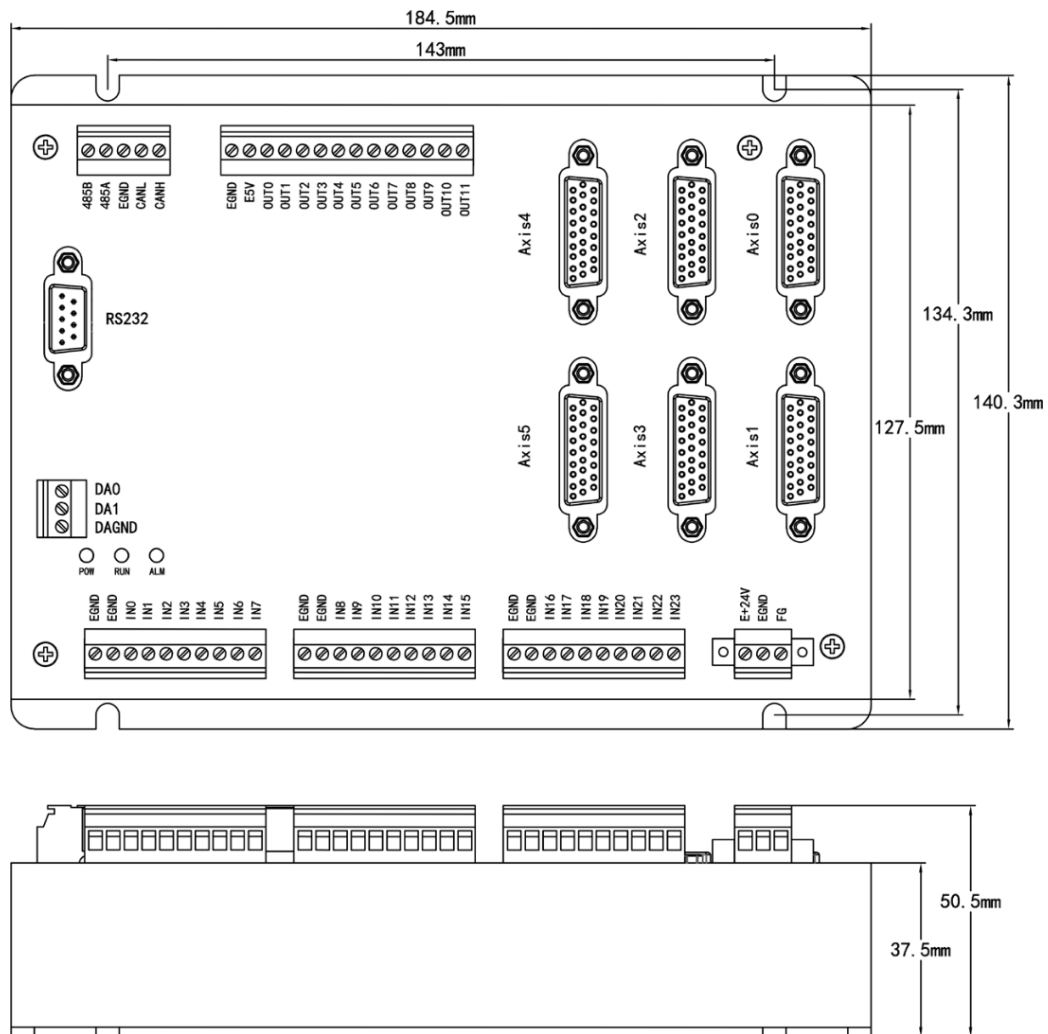 184.5mm
143mm
485B
485A
EGND
CANL
CANH
EGND
E5V
OUT0
OUT1
OUT2
OUT3
OUT4
OUT5
OUT6
OUT7
OUT8
OUT9
OUT10
OUT11
Axis4
Axis2
Axis0
RS232
134.3mm
140.3mm
127.5mm
Axis5
Axis3
Axis1
DA0
DA1
DAGND
POW
RUN
ALM
EGND
EGND
IN0
IN1
IN2
IN3
IN4
IN5
IN6
IN7
EGND
EGND
IN8
IN9
IN10
IN11
IN12
IN13
IN14
IN15
EGND
EGND
IN16
IN17
IN18
IN19
IN20
IN21
IN22
IN23
E+24V
EGND
FG
50.5mm
37.5mm